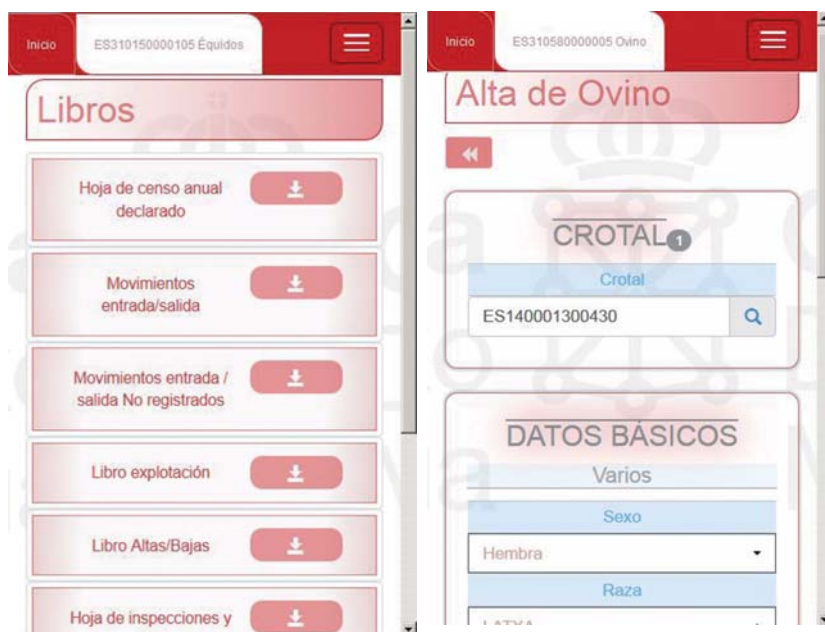 Inicio
ES310150000105 Équidos
Libros
Hoja de censo anual
declarado
Movimientos
entrada/salida
Movimientos entrada /
salida No registrados
Libro explotación
Libro Altas/Bajas
Hoja de inspecciones y
Inicio
ES310580000005 Ovino
Alta de Ovino
CROTAL 1
Crotal
ES140001300430
DATOS BÁSICOS
Varios
Sexo
Hembra
Raza
LATXA